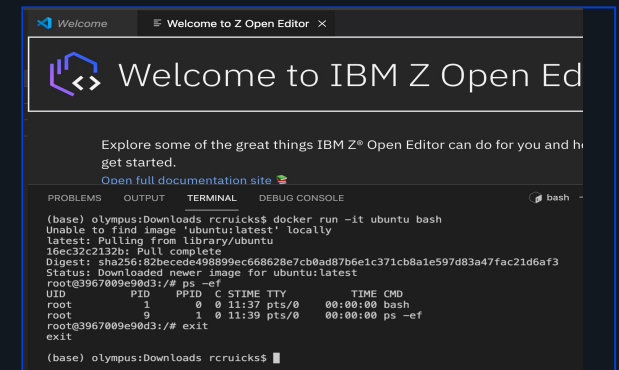 Welcome
Welcome to Z Open Editor
Welcome to IBM Z Open Ed
Explore some of the great things IBM Z® Open Editor can do for you and h
get started.
Open full documentation site
PROBLEMS OUTPUT TERMINAL DEBUG CONSOLE bash
(base) olympus:Downloads rcruicks$ docker run -it ubuntu bash
Unable to find image 'ubuntu:latest' locally
latest: Pulling from library/ubuntu
16ec32c2132b: Pull complete
Digest: sha256:82becede498899ec668628e7cb0ad87b6e1c371cb8a1e597d83a47fac21d6af3
Status: Downloaded newer image for ubuntu:latest
root@3967009e90d3:/# ps -ef
UID PID PPID C STIME TTY TIME CMD
root 1 0 0 11:37 pts/0 00:00:00 bash
root 9 1 0 11:39 pts/0 00:00:00 ps -ef
root@3967009e90d3:/# exit
exit
(base) olympus:Downloads rcruicks$